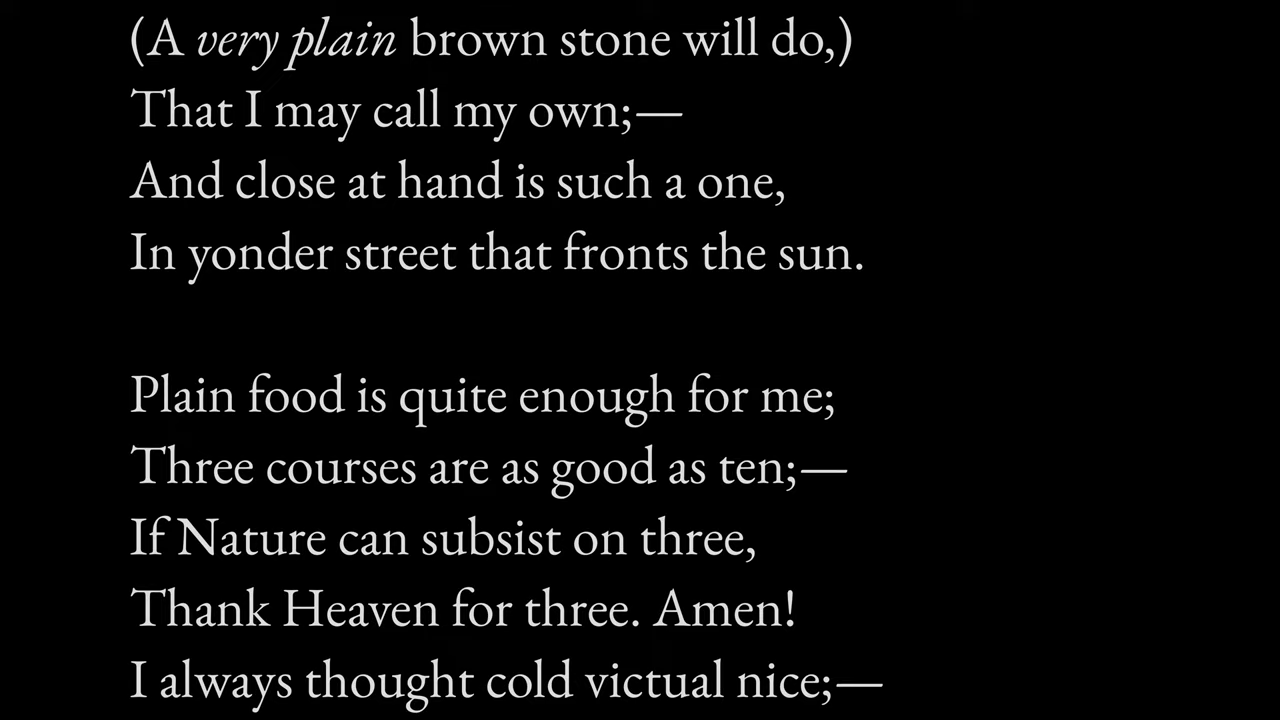 (A very plain brown stone will do,)
That I may call my own;—
And close at hand is such a one,
In yonder street that fronts the sun.
Plain food is quite enough for me;
Three courses are as good as ten;—
If Nature can subsist on three,
Thank Heaven for three. Amen!
I always thought cold victual nice;—